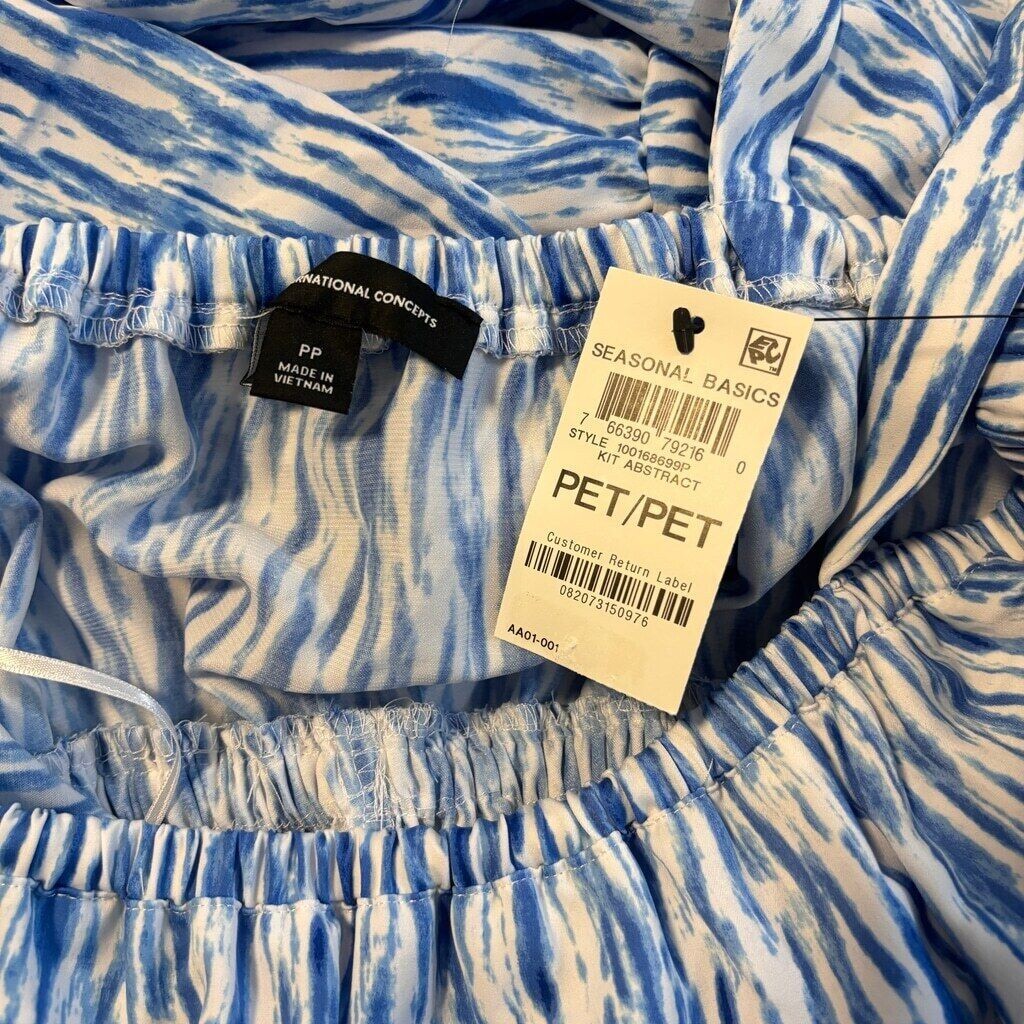 RNATIONAL CONCEPTS
PP
MADE IN
VIETNAM
EPC™
SEASONAL BASICS
7 66390 79216 0
STYLE 100168699P
KIT ABSTRACT
PET/PET
Customer Return Label
082073150976
AA01-001